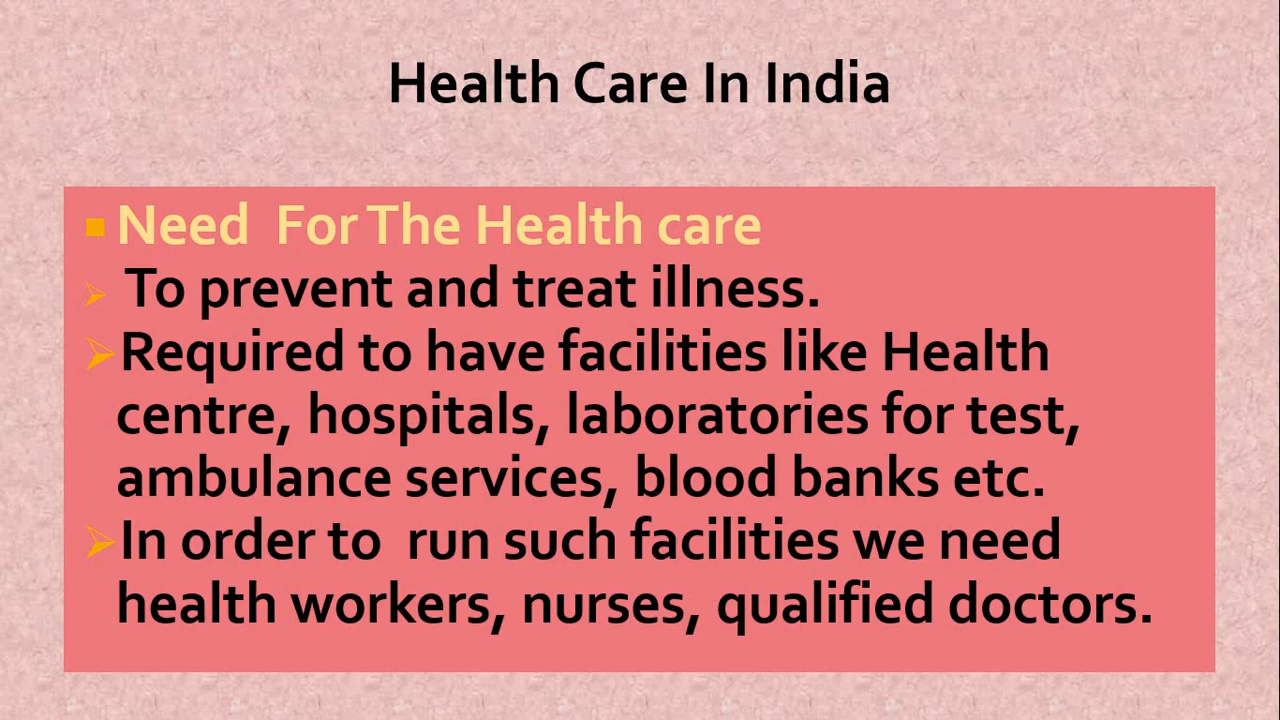 Health Care In India
Need For The Health care
To prevent and treat illness.
Required to have facilities like Health
centre, hospitals, laboratories for test,
ambulance services, blood banks etc.
In order to run such facilities we need
health workers, nurses, qualified doctors.